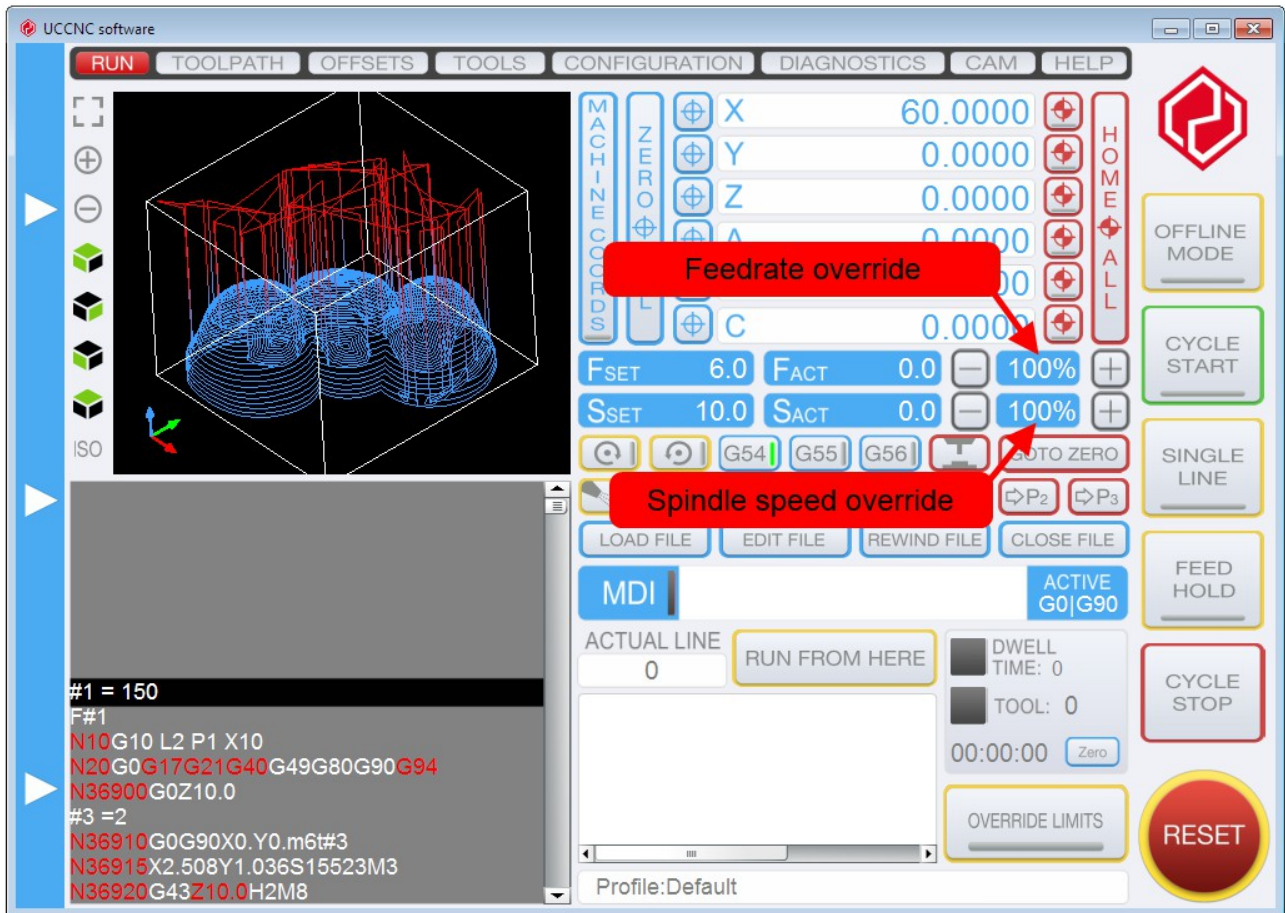 UCCNC software
RUN TOOLPATH OFFSETS TOOLS CONFIGURATION DIAGNOSTICS CAM HELP
MACHINE COORDS
ZERO
L
HOME ALL
X 60.0000
Y 0.0000
Z 0.0000
A 0.0000
00
C 0.0000
Feedrate override
FSET 6.0 FACT 0.0 100%
SSET 10.0 SACT 0.0 100%
ISO
G54 G55 G56 GOTO ZERO
Spindle speed override
P2 P3
LOAD FILE EDIT FILE REWIND FILE CLOSE FILE
MDI
ACTIVE
G0|G90
ACTUAL LINE
0
RUN FROM HERE
DWELL
TIME: 0
TOOL: 0
00:00:00 Zero
OVERRIDE LIMITS
Profile:Default
#1 = 150
F#1
N10G10 L2 P1 X10
N20G0G17G21G40G49G80G90G94
N36900G0Z10.0
#3 =2
N36910G0G90X0.Y0.m6t#3
N36915X2.508Y1.036S15523M3
N36920G43Z10.0H2M8
OFFLINE
MODE
CYCLE
START
SINGLE
LINE
FEED
HOLD
CYCLE
STOP
RESET